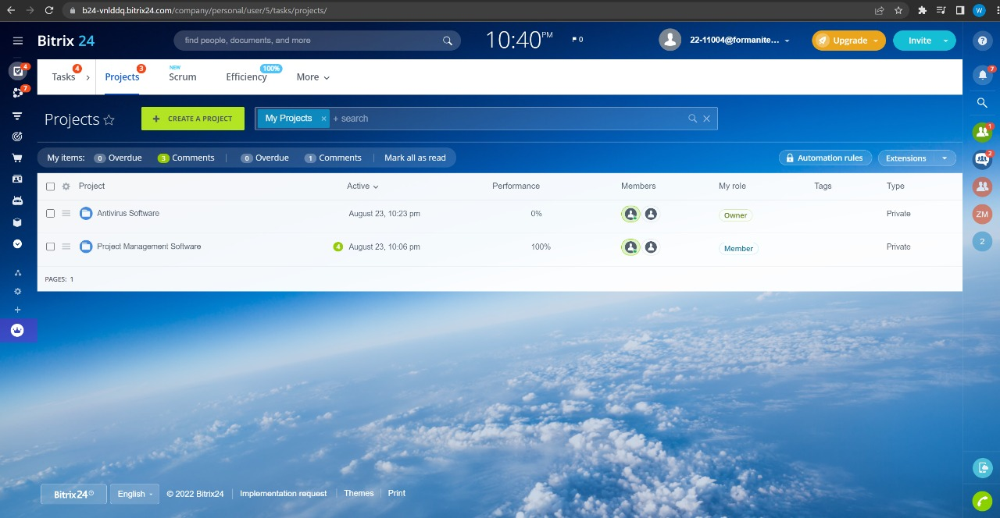 b24-vnlddq.bitrix24.com/company/personal/user/5/tasks/projects/
W
Bitrix 24
find people, documents, and more
10:40 PM
0
22-11004@formanite...
Upgrade
Invite
?
4
7
Tasks 4
Projects 3
NEW
Scrum
Efficiency 100%
More
7
Projects
+ CREATE A PROJECT
My Projects × + search
1
My items: 0 Overdue 3 Comments 0 Overdue 1 Comments Mark all as read
Automation rules
Extensions
2
Project Active Performance Members My role Tags Type
Antivirus Software August 23, 10:23 pm 0% Owner Private
ZM
Project Management Software 4 August 23, 10:06 pm 100% Member Private
2
PAGES: 1
Bitrix24
English
© 2022 Bitrix24
Implementation request
Themes
Print